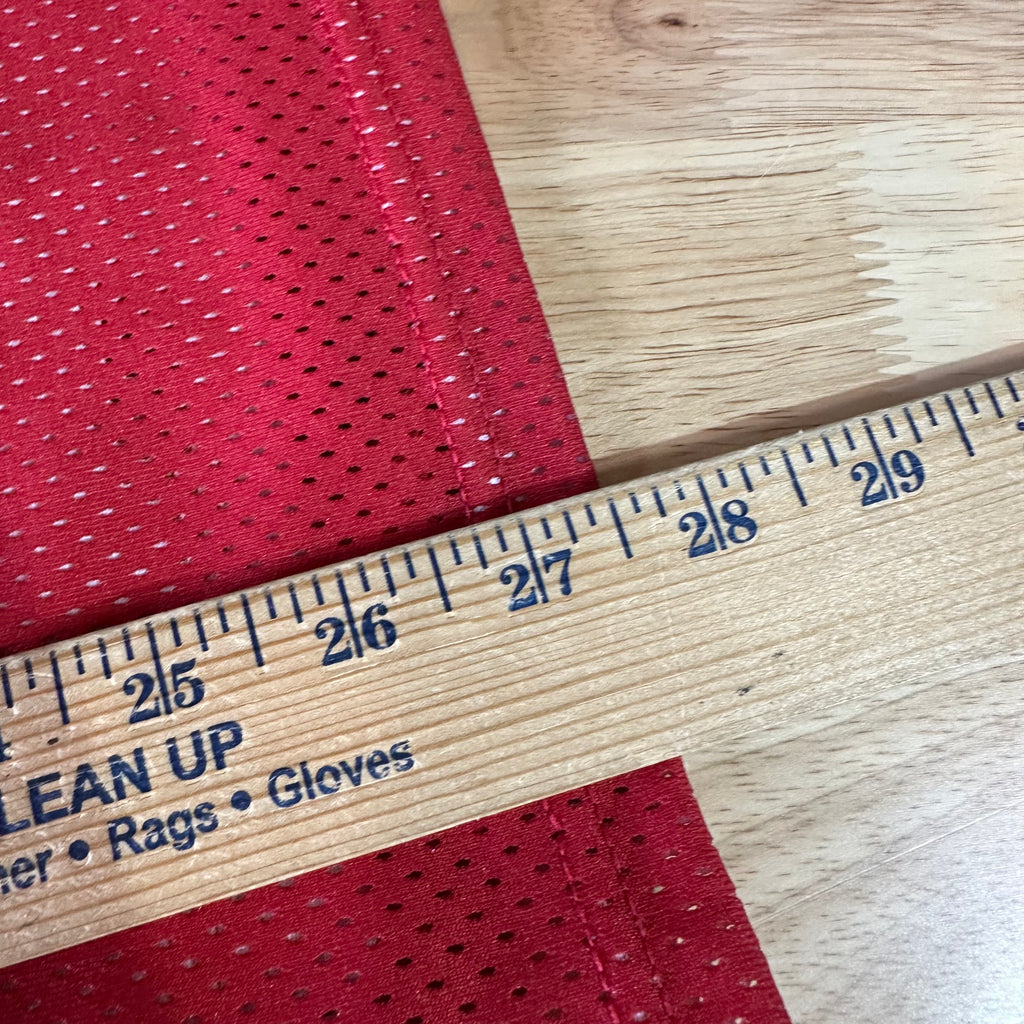 25 26 27 28 29
LEAN UP
er • Rags • Gloves